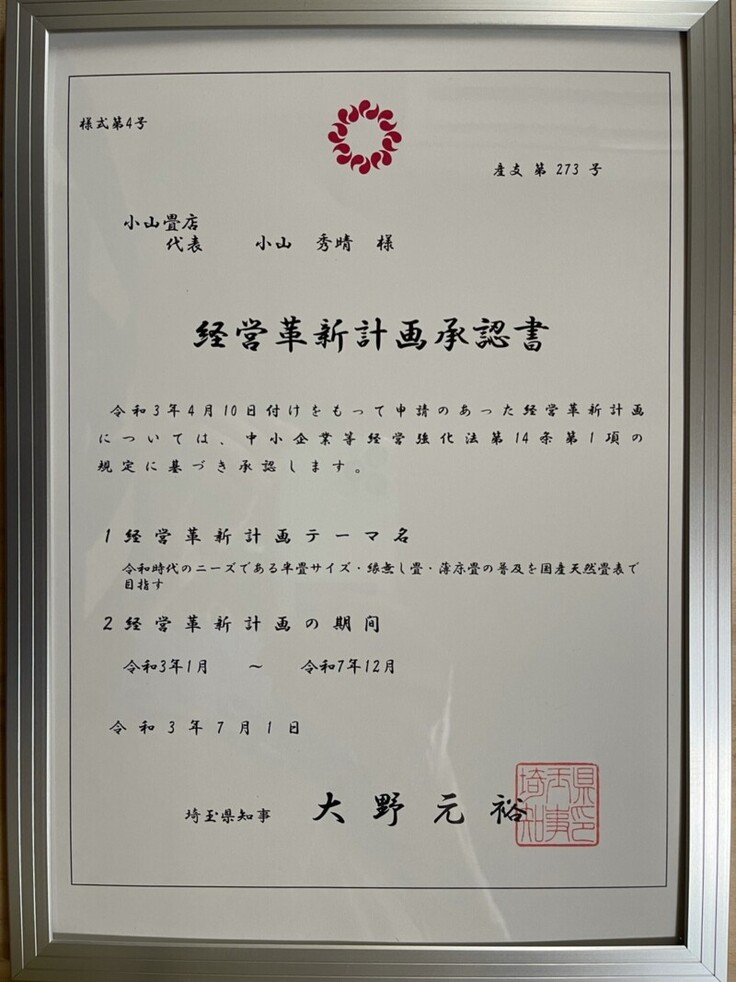 様式第4号
産支 第 273 号
小山畳店
代表 小山 秀晴 様
経営革新計画承認書
令和3年4月10日付けをもって申請のあった経営革新計画
については、中小企業等経営強化法第14条第1項の
規定に基づき承認します。
1 経営革新計画テーマ名
令和時代のニーズである半畳サイズ・縁無し畳・薄床畳の普及を国産天然畳表で
目指す
2 経営革新計画の期間
令和3年1月 ～ 令和7年12月
令和3年7月1日
埼玉県知事 大野元裕
埼玉県知事印